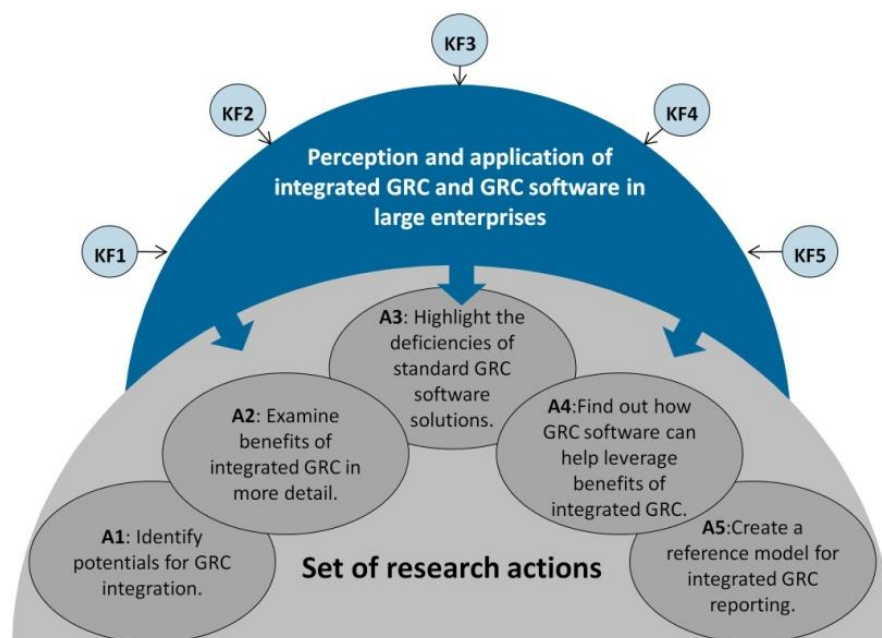 KF3
KF2
KF4
Perception and application of
integrated GRC and GRC software in
large enterprises
KF1
KF5
A3: Highlight the
deficiencies of
standard GRC
software
solutions.
A2: Examine
benefits of
integrated GRC in
more detail.
A4:Find out how
GRC software can
help leverage
benefits of
integrated GRC.
A1: Identify
potentials for GRC
integration.
A5:Create a
reference model for
integrated GRC
reporting.
Set of research actions